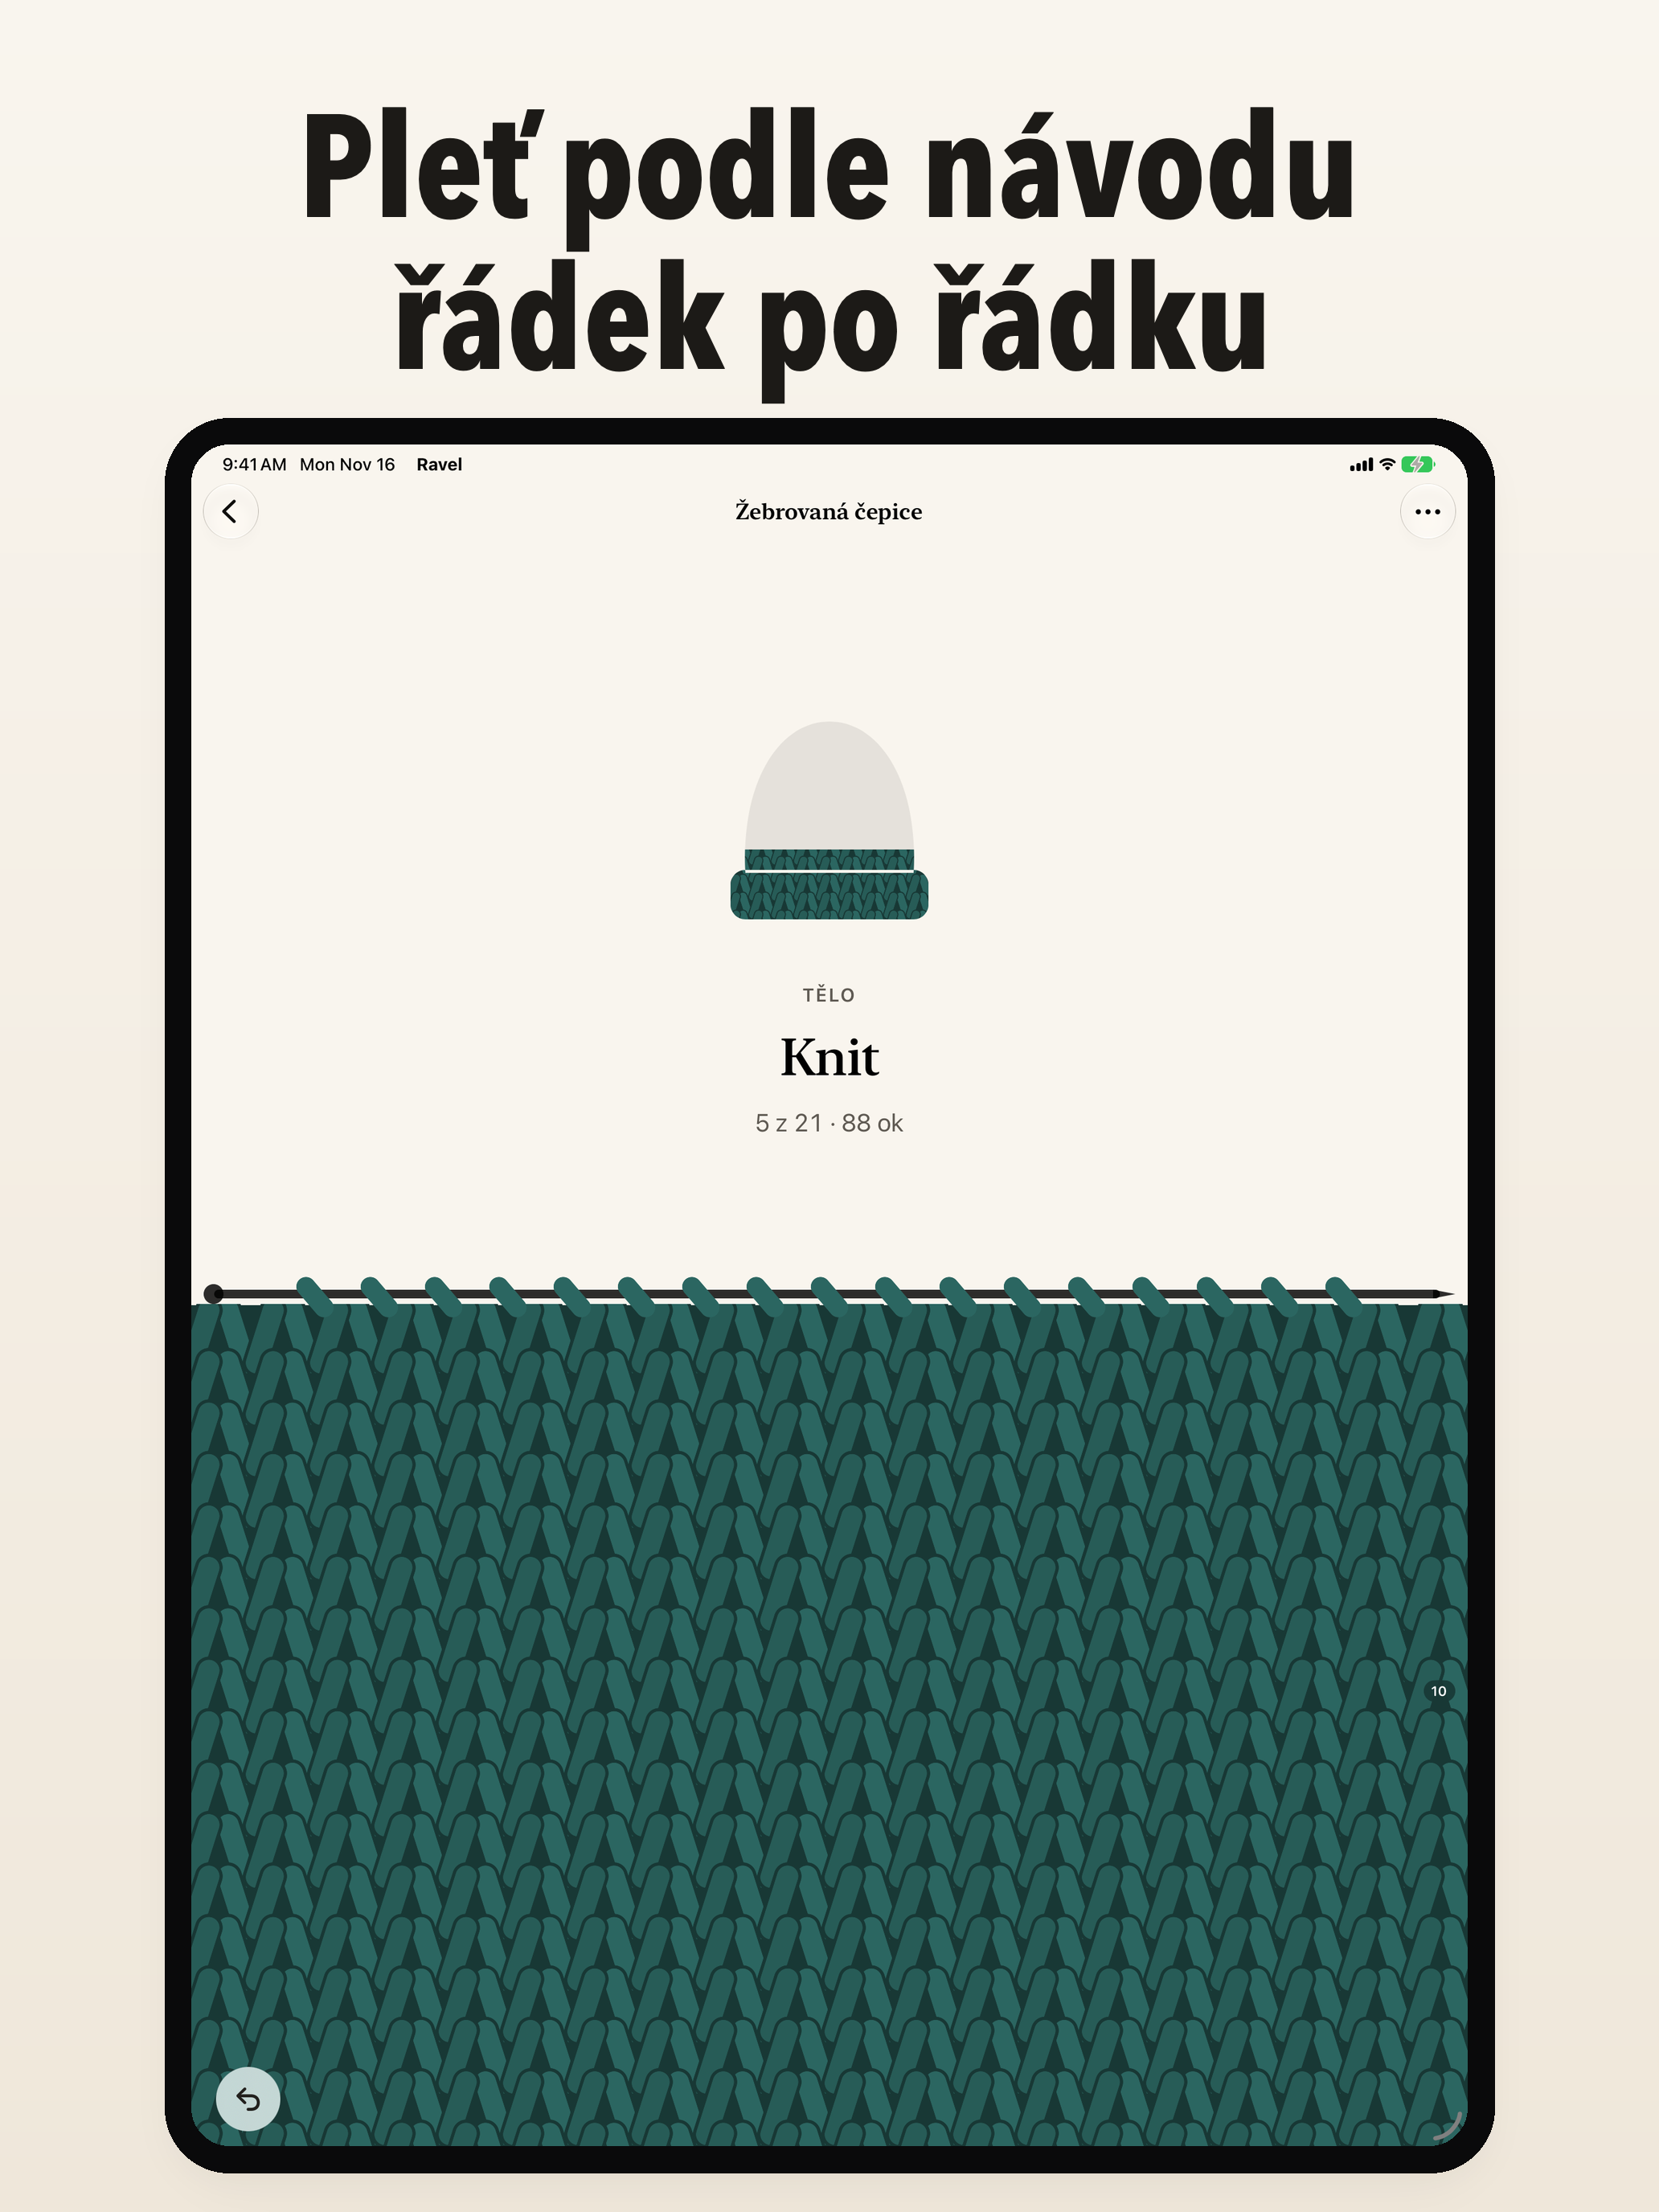 Pleť podle návodu
řádek po řádku
9:41 AM Mon Nov 16 Ravel
Žebrovaná čepice
TĚLO
Knit
5 z 21 · 88 ok
10